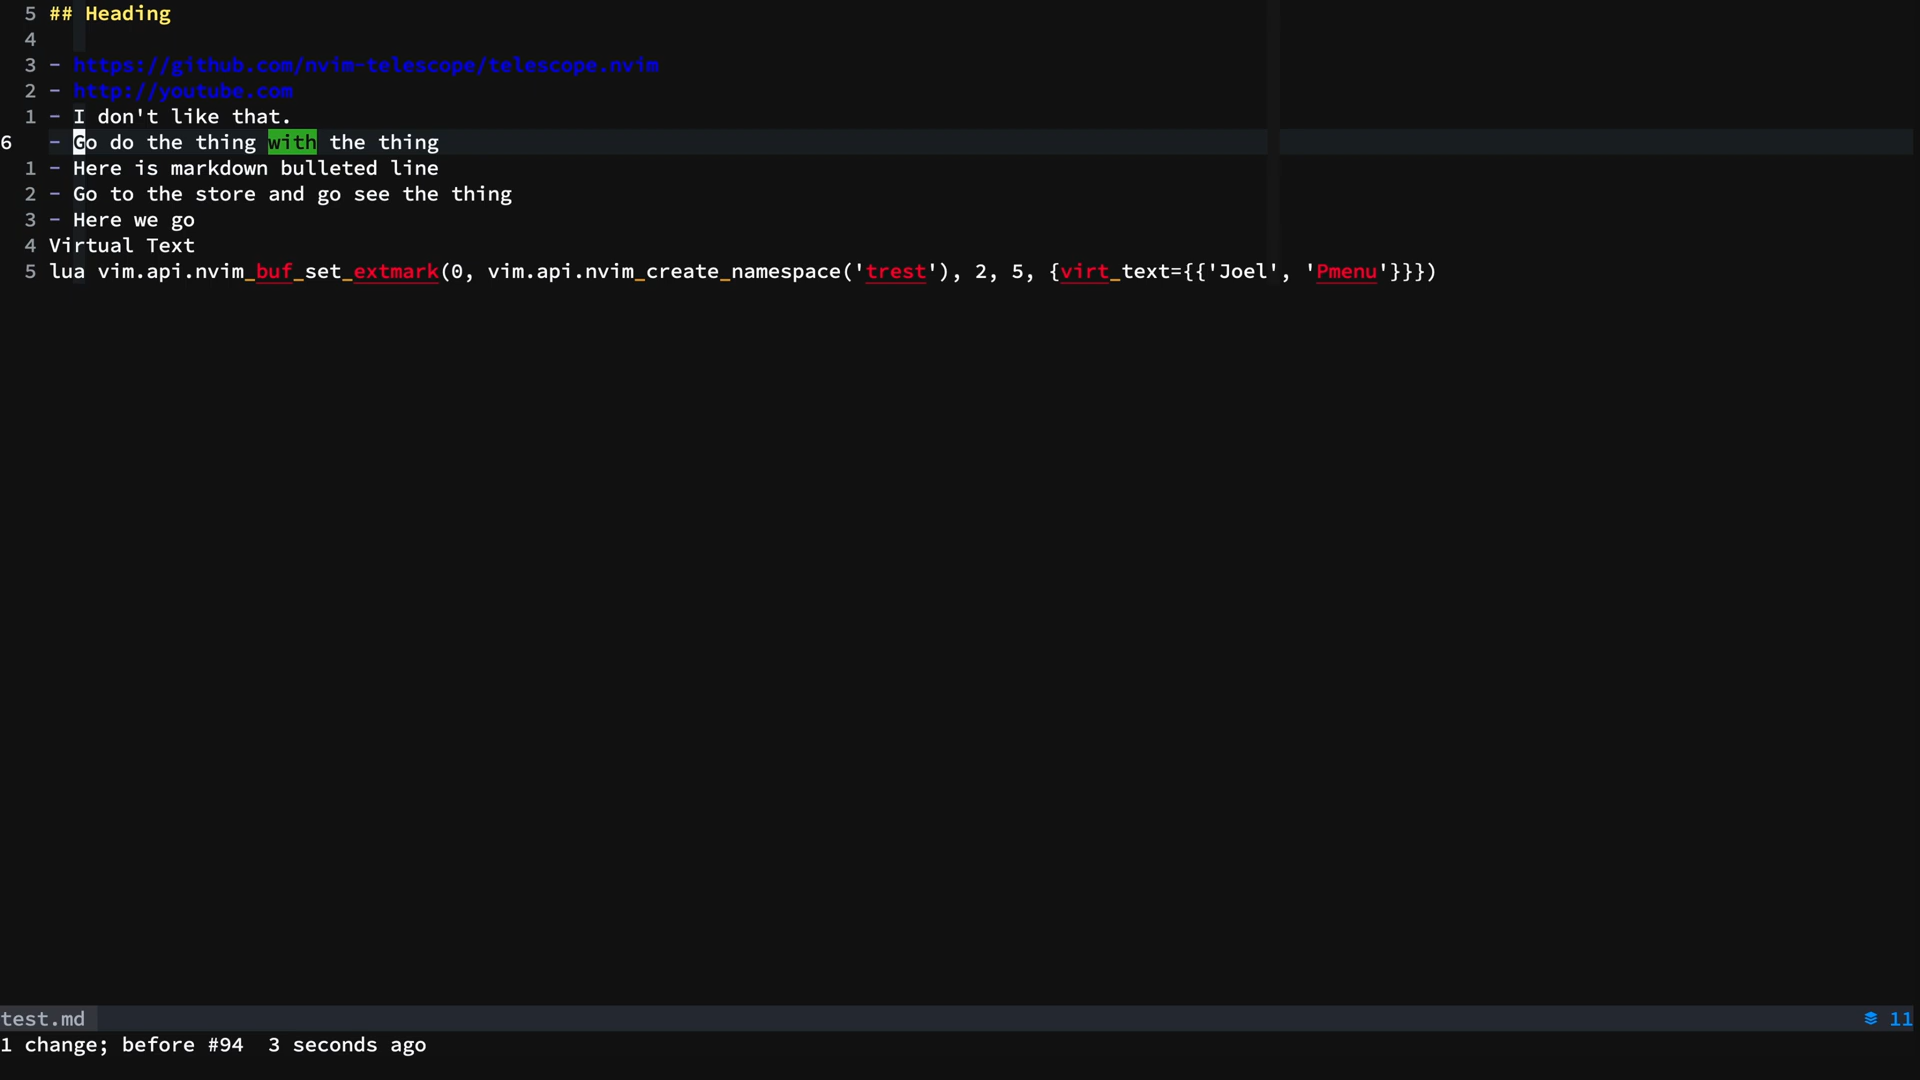 5 ## Heading
4
3 - https://github.com/nvim-telescope/telescope.nvim
2 - http://youtube.com
1 - I don't like that.
6 - Go do the thing with the thing
1 - Here is markdown bulleted line
2 - Go to the store and go see the thing
3 - Here we go
4 Virtual Text
5 lua vim.api.nvim_buf_set_extmark(0, vim.api.nvim_create_namespace('trest'), 2, 5, {virt_text={{'Joel', 'Pmenu'}}})
test.md 11
1 change; before #94  3 seconds ago